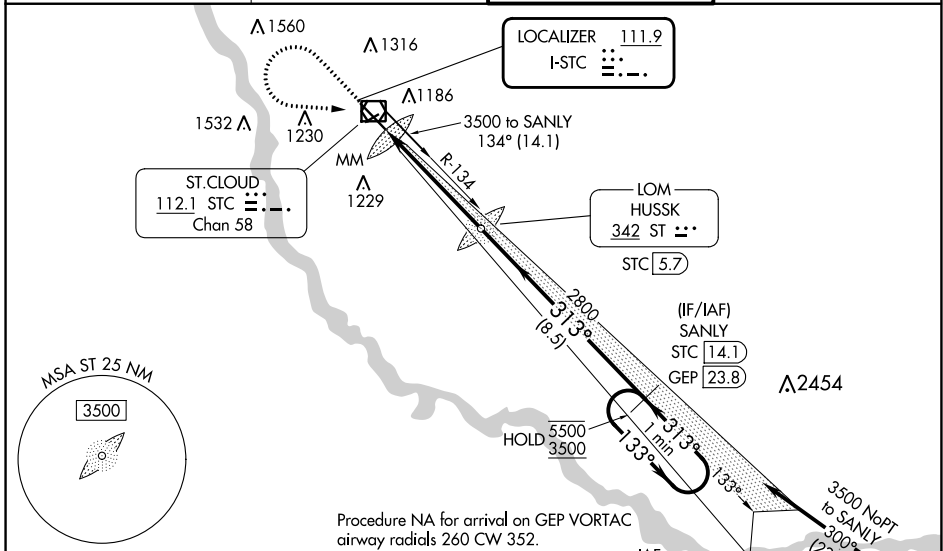 1560
1316
LOCALIZER 111.9
I-STC
1186
1532
1230
3500 to SANLY
134° (14.1)
MM
R-134
1229
ST.CLOUD
112.1 STC
Chan 58
LOM
HUSSK
342 ST
STC 5.7
2800
313°
(8.5)
(IF/IAF)
SANLY
STC 14.1
GEP 23.8
2454
MSA ST 25 NM
3500
HOLD 5500
3500
1 min
313°
133°
133°
3500 NoPT
to SANLY
300°
Procedure NA for arrival on GEP VORTAC
airway radials 260 CW 352.